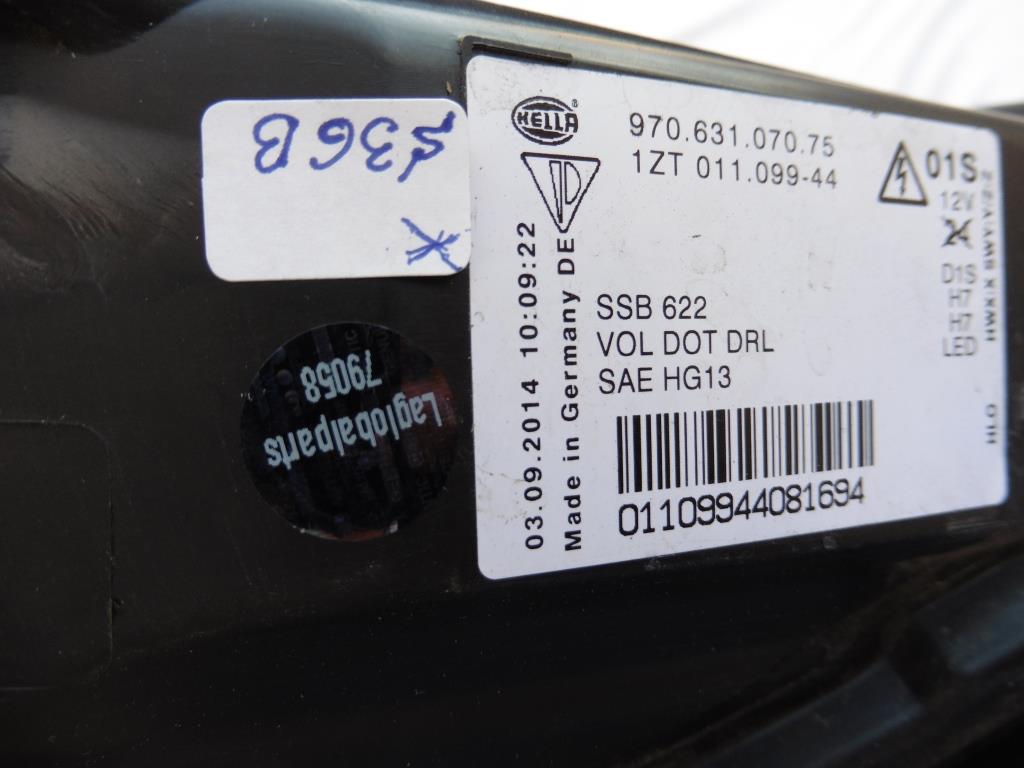 HELLA
®
970.631.070.75
1ZT 011.099-44
01S
12V
D1S
H7
H7
LED
03.09.2014 10:09:22
Made in Germany DE
SSB 622
VOL DOT DRL
SAE HG13
01109944081694
Laglobalparts
79058